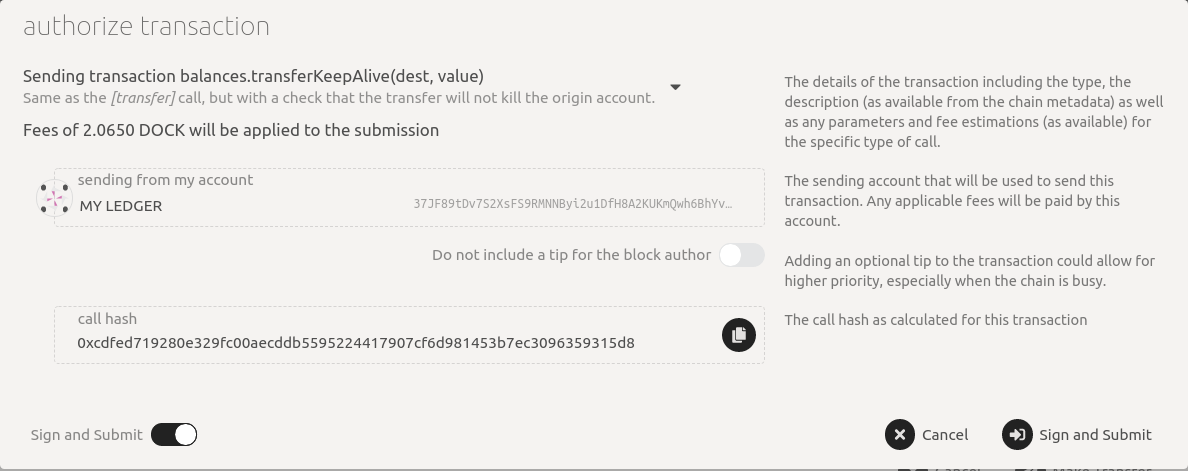 authorize transaction
Sending transaction balances.transferKeepAlive(dest, value)
Same as the [transfer] call, but with a check that the transfer will not kill the origin account.
Fees of 2.0650 DOCK will be applied to the submission
sending from my account
MY LEDGER
37JF89tDv7S2XsFS9RMNNByi2u1DfH8A2KUKmQwh6BhYv…
Do not include a tip for the block author
call hash
0xcdfed719280e329fc00aecddb5595224417907cf6d981453b7ec3096359315d8
The details of the transaction including the type, the
description (as available from the chain metadata) as well
as any parameters and fee estimations (as available) for
the specific type of call.
The sending account that will be used to send this
transaction. Any applicable fees will be paid by this
account.
Adding an optional tip to the transaction could allow for
higher priority, especially when the chain is busy.
The call hash as calculated for this transaction
Sign and Submit
Cancel
Sign and Submit